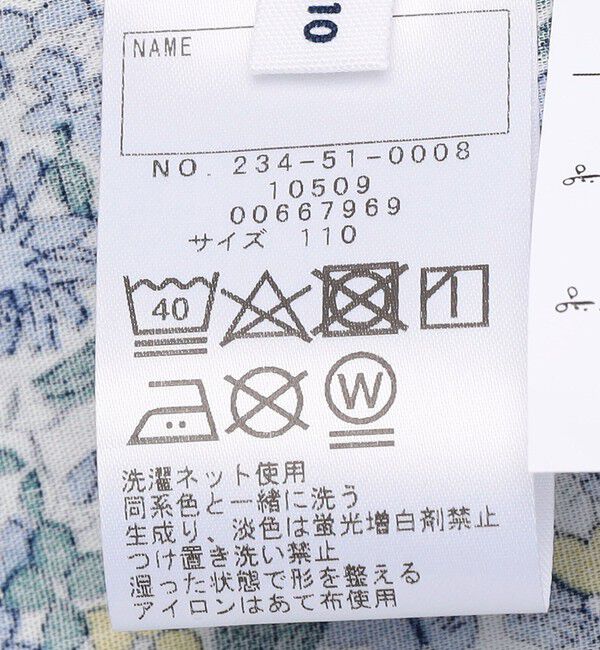 10
NAME
NO. 234-51-0008
10509
00667969
サイズ 110
40
W
洗濯ネット使用
同系色と一緒に洗う
生成り、淡色は蛍光増白剤禁止
つけ置き洗い禁止
湿った状態で形を整える
アイロンはあて布使用